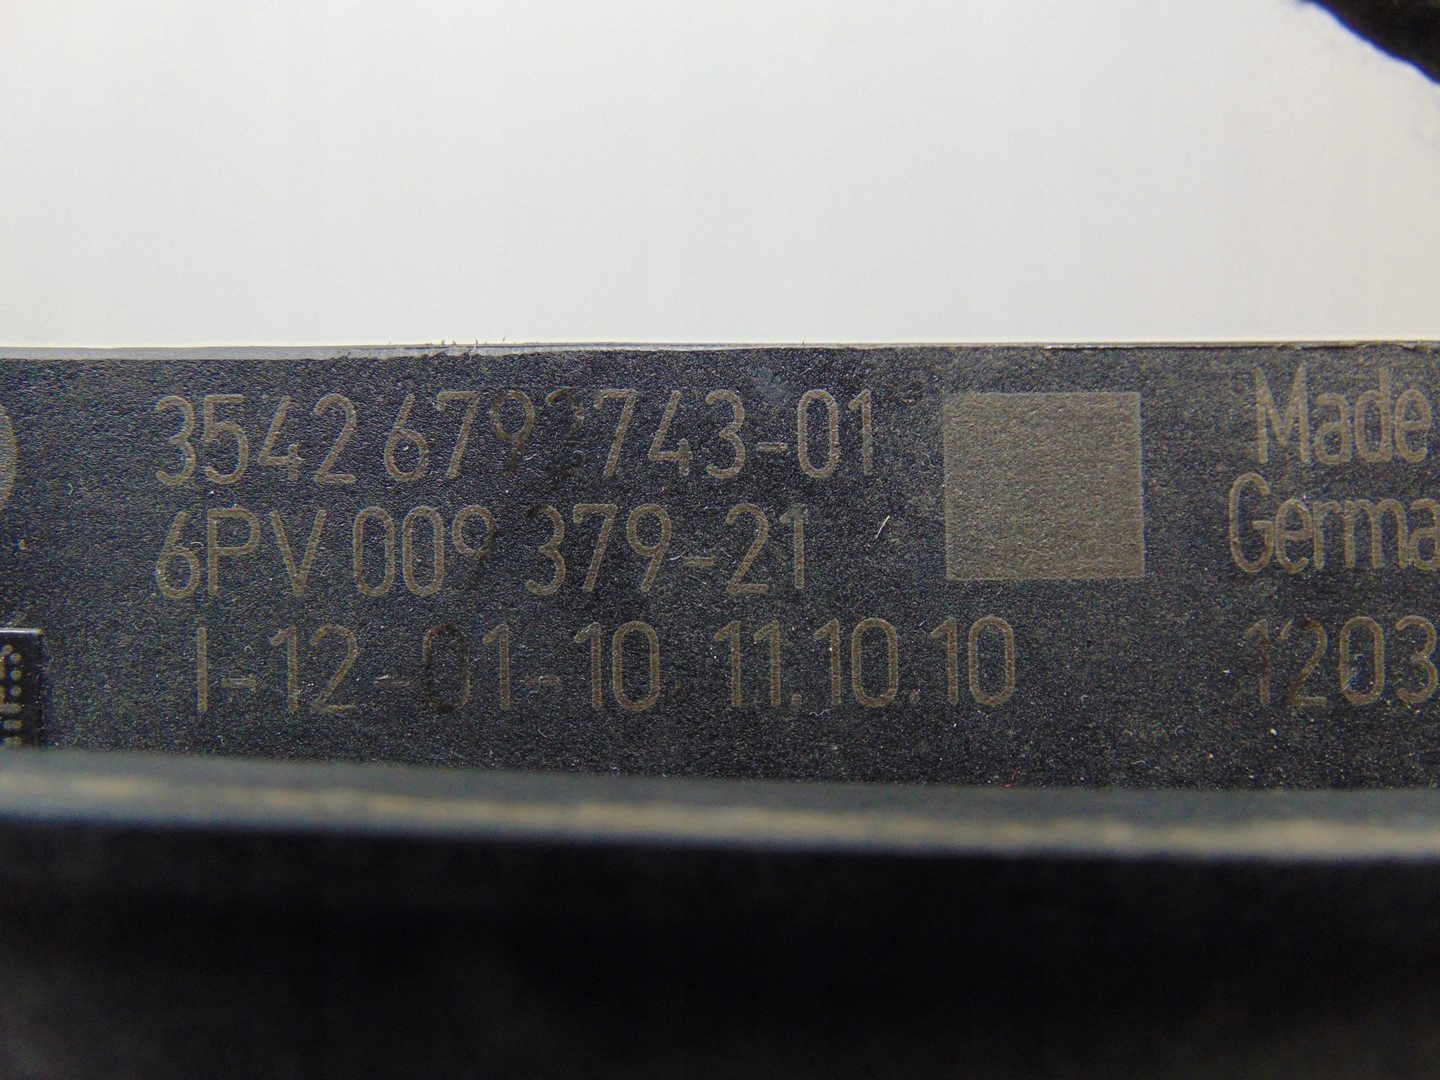 3542 6792743-01
6PV 009 379-21
I-12-01-10 11.10.10
Made
Germa
1203